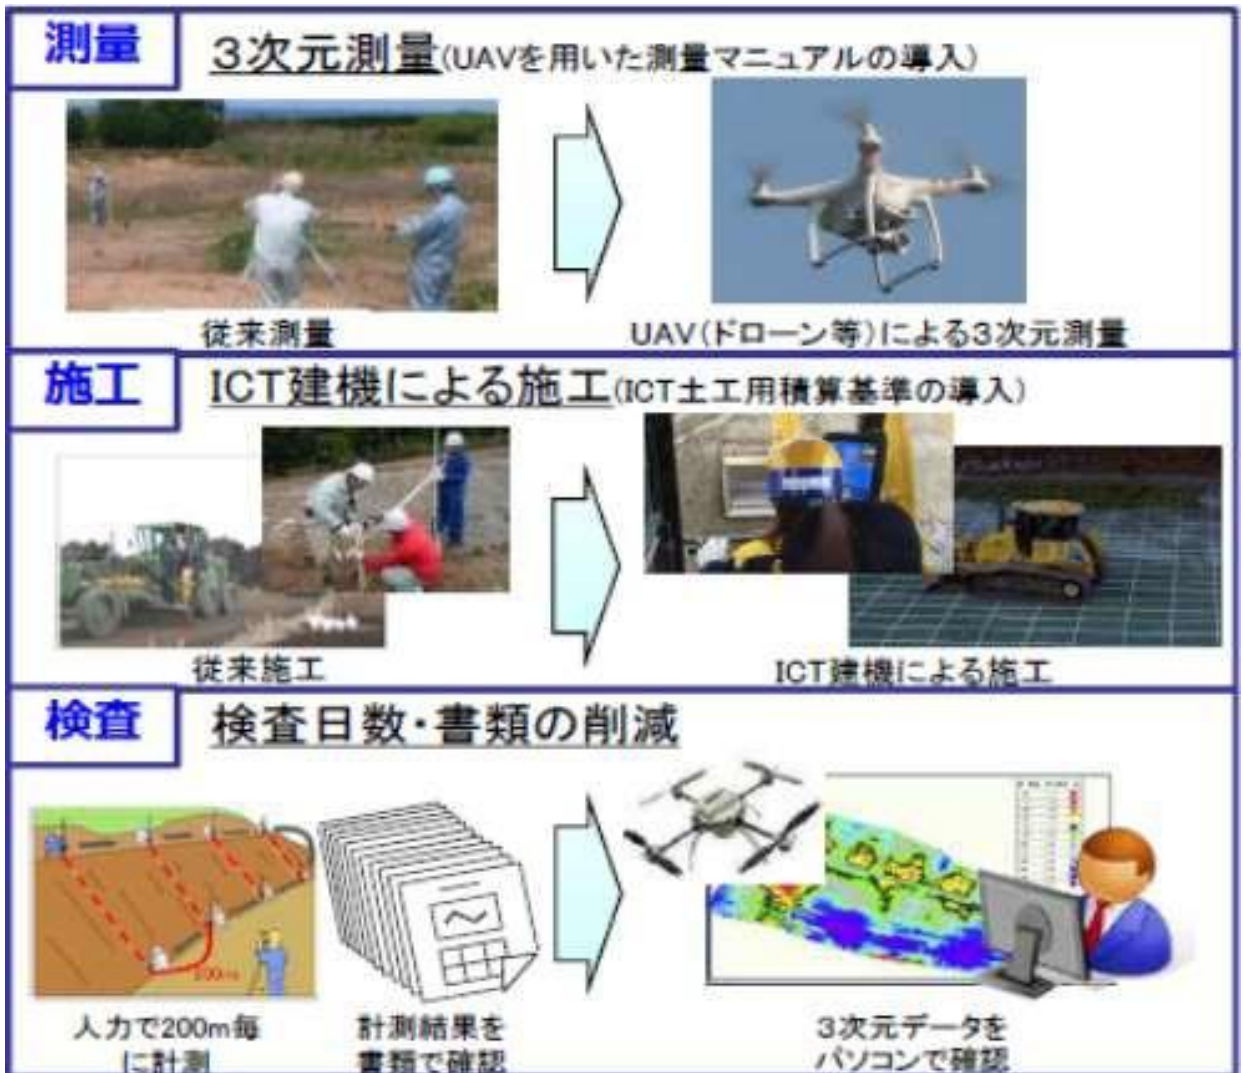 測量
3次元測量(UAVを用いた測量マニュアルの導入)
従来測量
UAV(ドローン等)による3次元測量
施工
ICT建機による施工(ICT土工用積算基準の導入)
従来施工
ICT建機による施工
検査
検査日数・書類の削減
200m
人力で200m毎
に計測
計測結果を
書類で確認
3次元データを
パソコンで確認